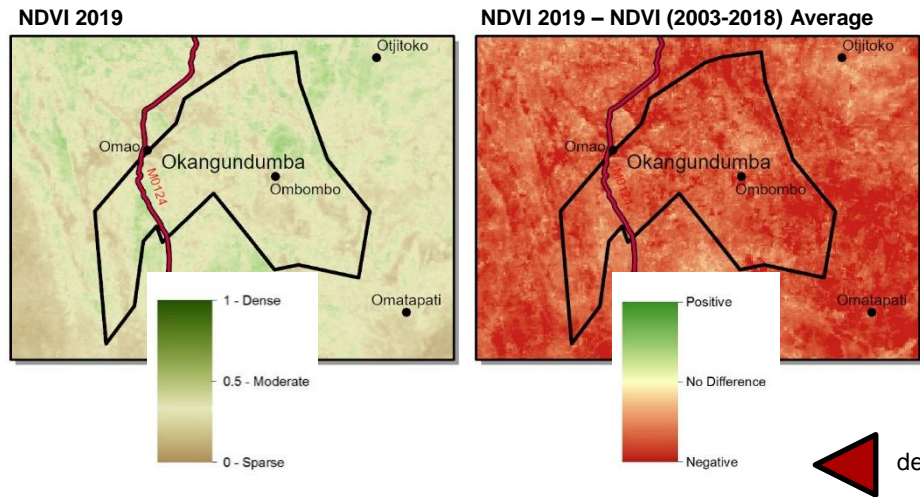 NDVI 2019
Otjitoko
Omao
Okangundumba
Ombombo
M0124
Omatapati
1 - Dense
0.5 - Moderate
0 - Sparse
NDVI 2019 – NDVI (2003-2018) Average
Otjitoko
Omao
Okangundumba
Ombombo
Omatapati
Positive
No Difference
Negative
de